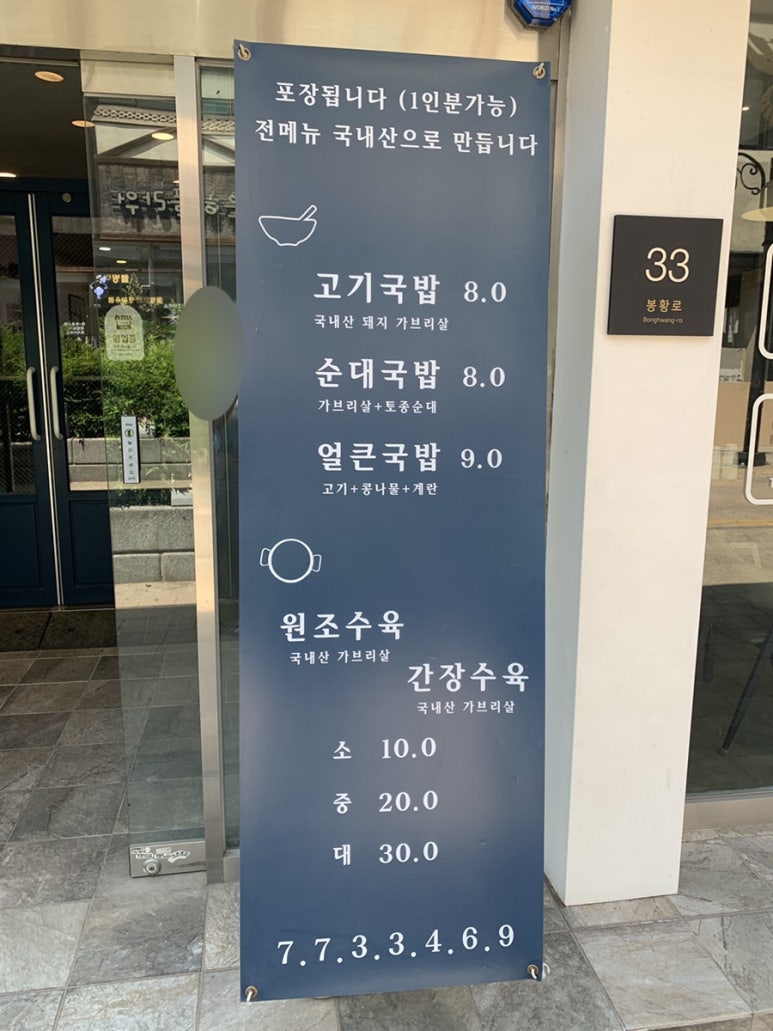 포장됩니다 (1인분가능)
전메뉴 국내산으로 만듭니다
고기국밥 8.0
국내산 돼지 가브리살
순대국밥 8.0
가브리살+토종순대
얼큰국밥 9.0
고기+콩나물+계란
원조수육
국내산 가브리살
간장수육
국내산 가브리살
소 10.0
중 20.0
대 30.0
7.7.3.3.4.6.9
33
봉황로
Bonghwang-ro